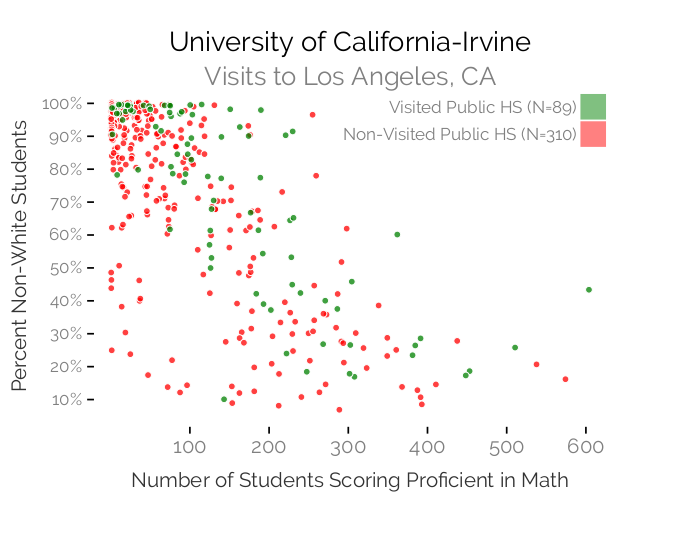 University of California-Irvine
Visits to Los Angeles, CA
Visited Public HS (N=89)
Non-Visited Public HS (N=310)
Percent Non-White Students
100%
90%
80%
70%
60%
50%
40%
30%
20%
10%
100 200 300 400 500 600
Number of Students Scoring Proficient in Math